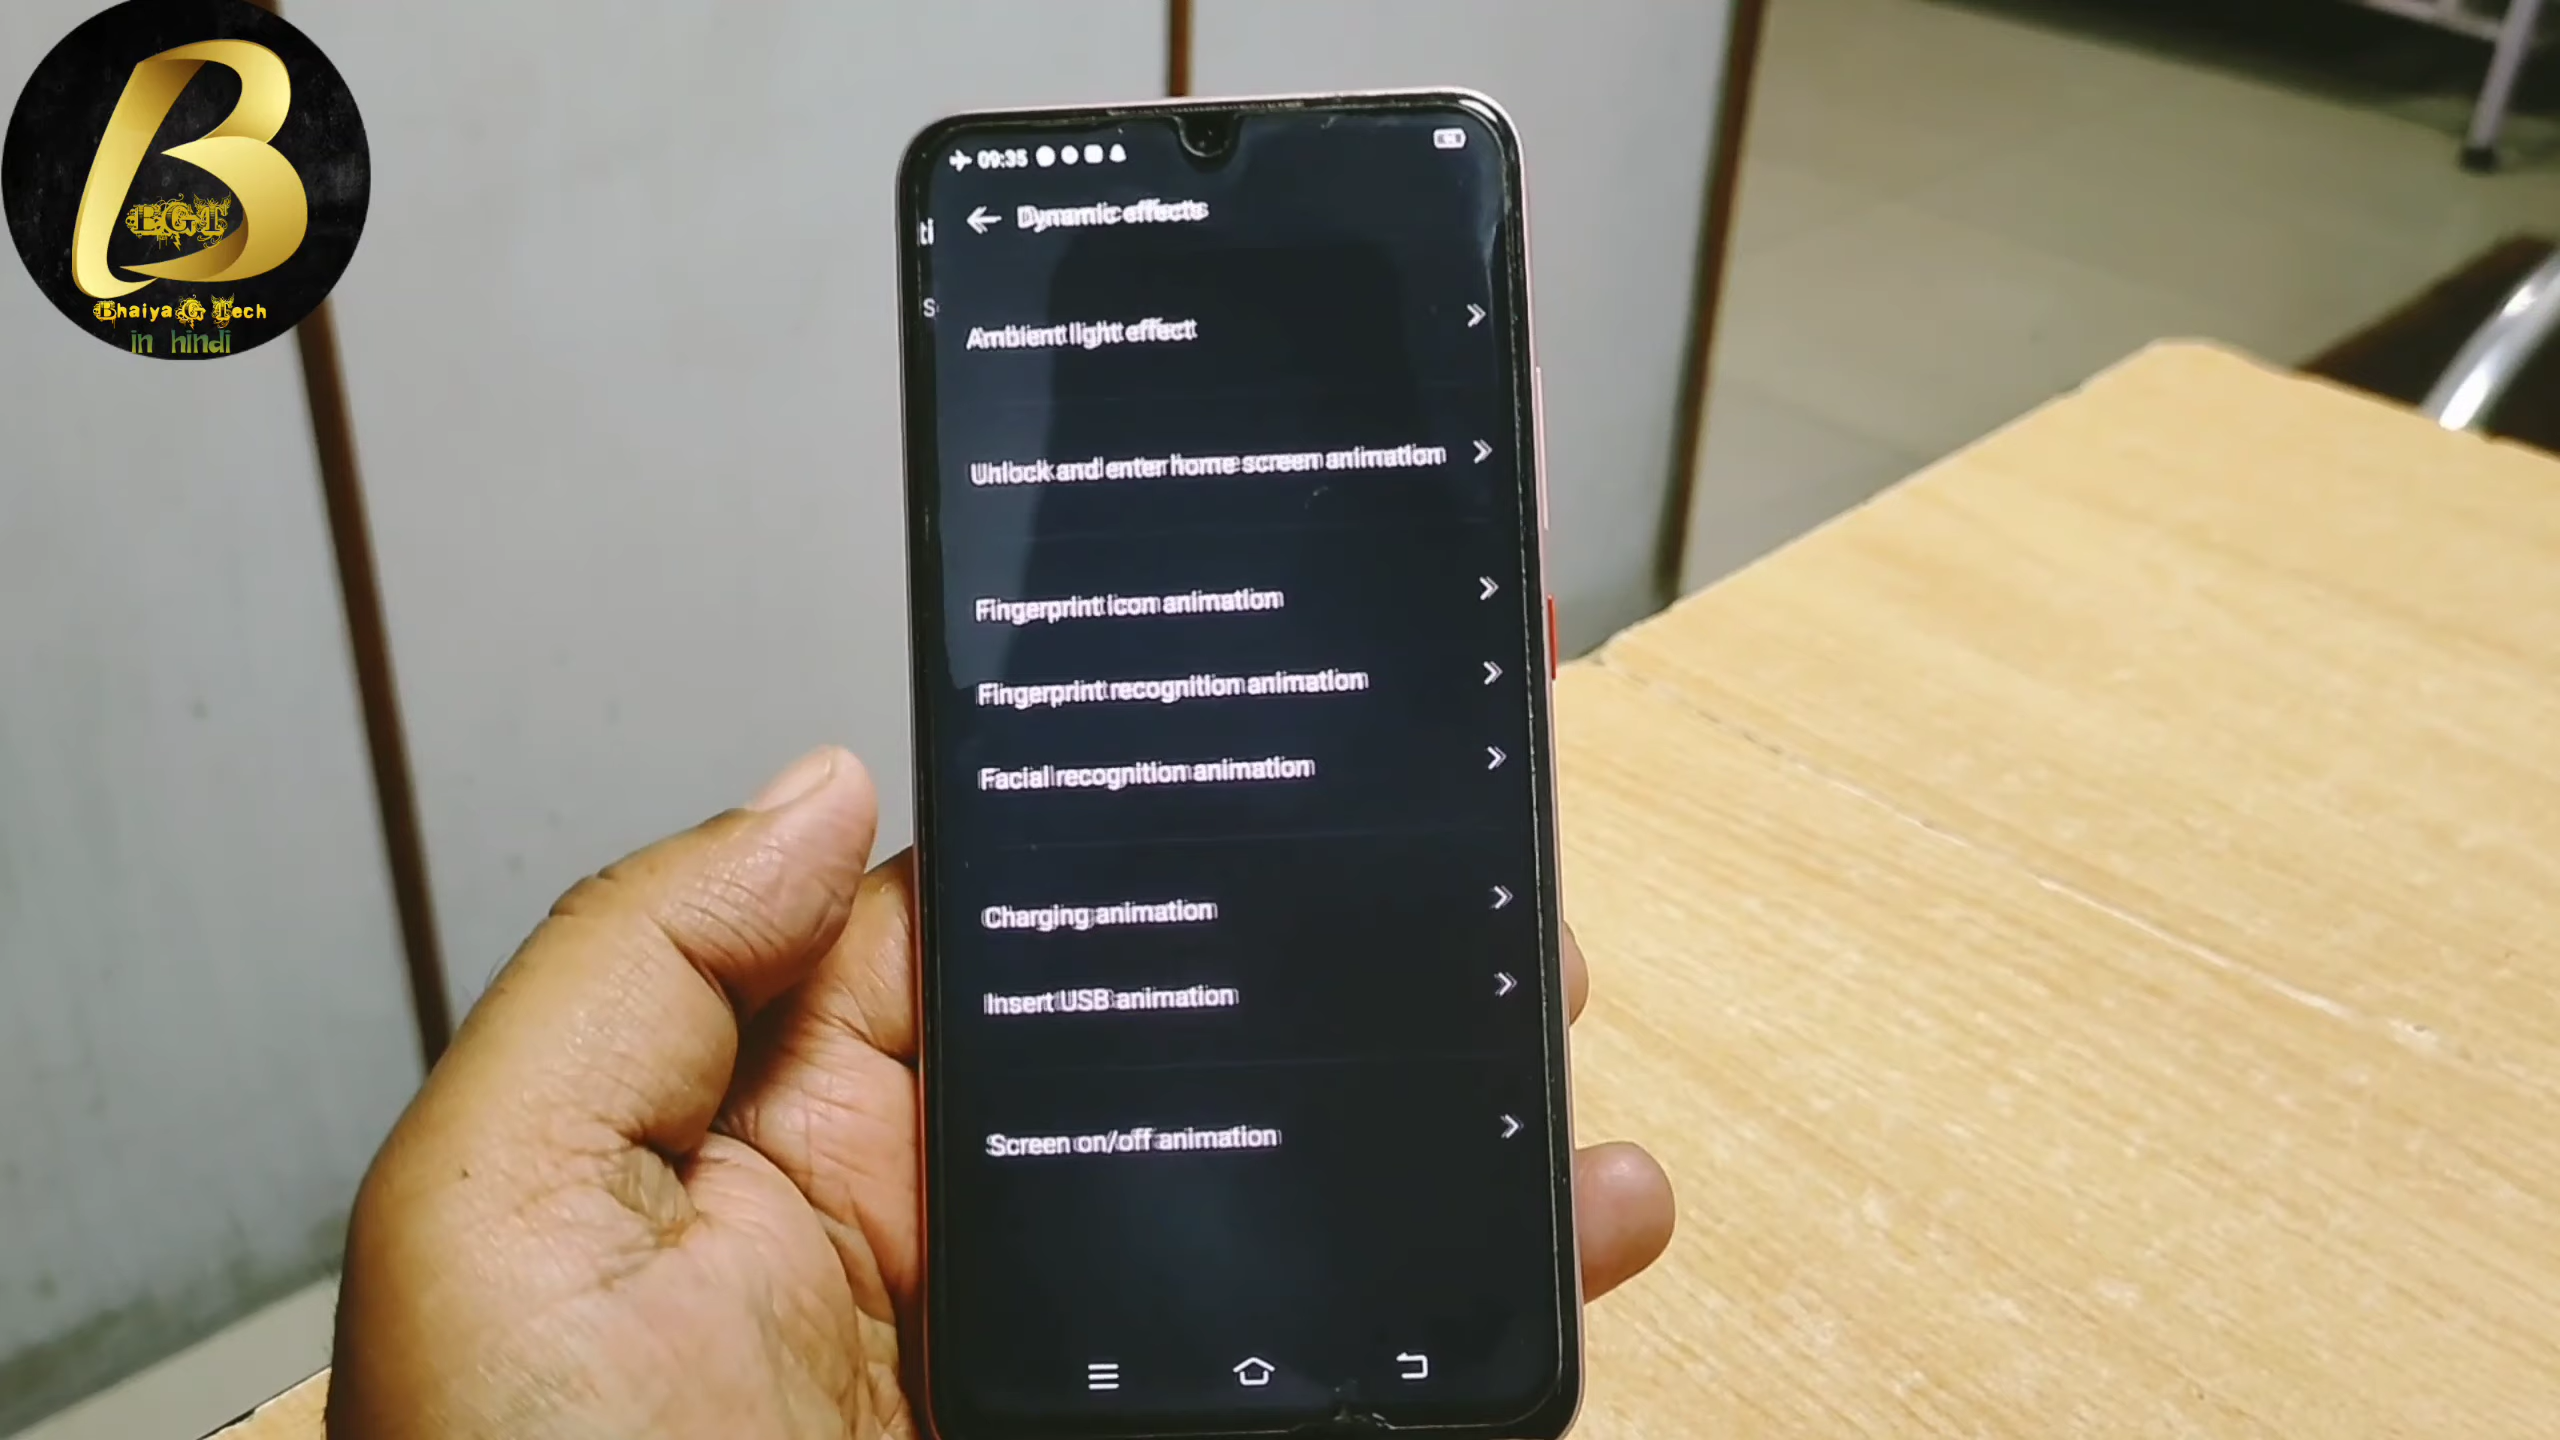 BGT
Bhaiya G Tech
in hindi
09:35
Dynamic effects
ti
S
Ambient light effect
Unlock and enter home screen animation
Fingerprint icon animation
Fingerprint recognition animation
Facial recognition animation
Charging animation
Insert USB animation
Screen on/off animation